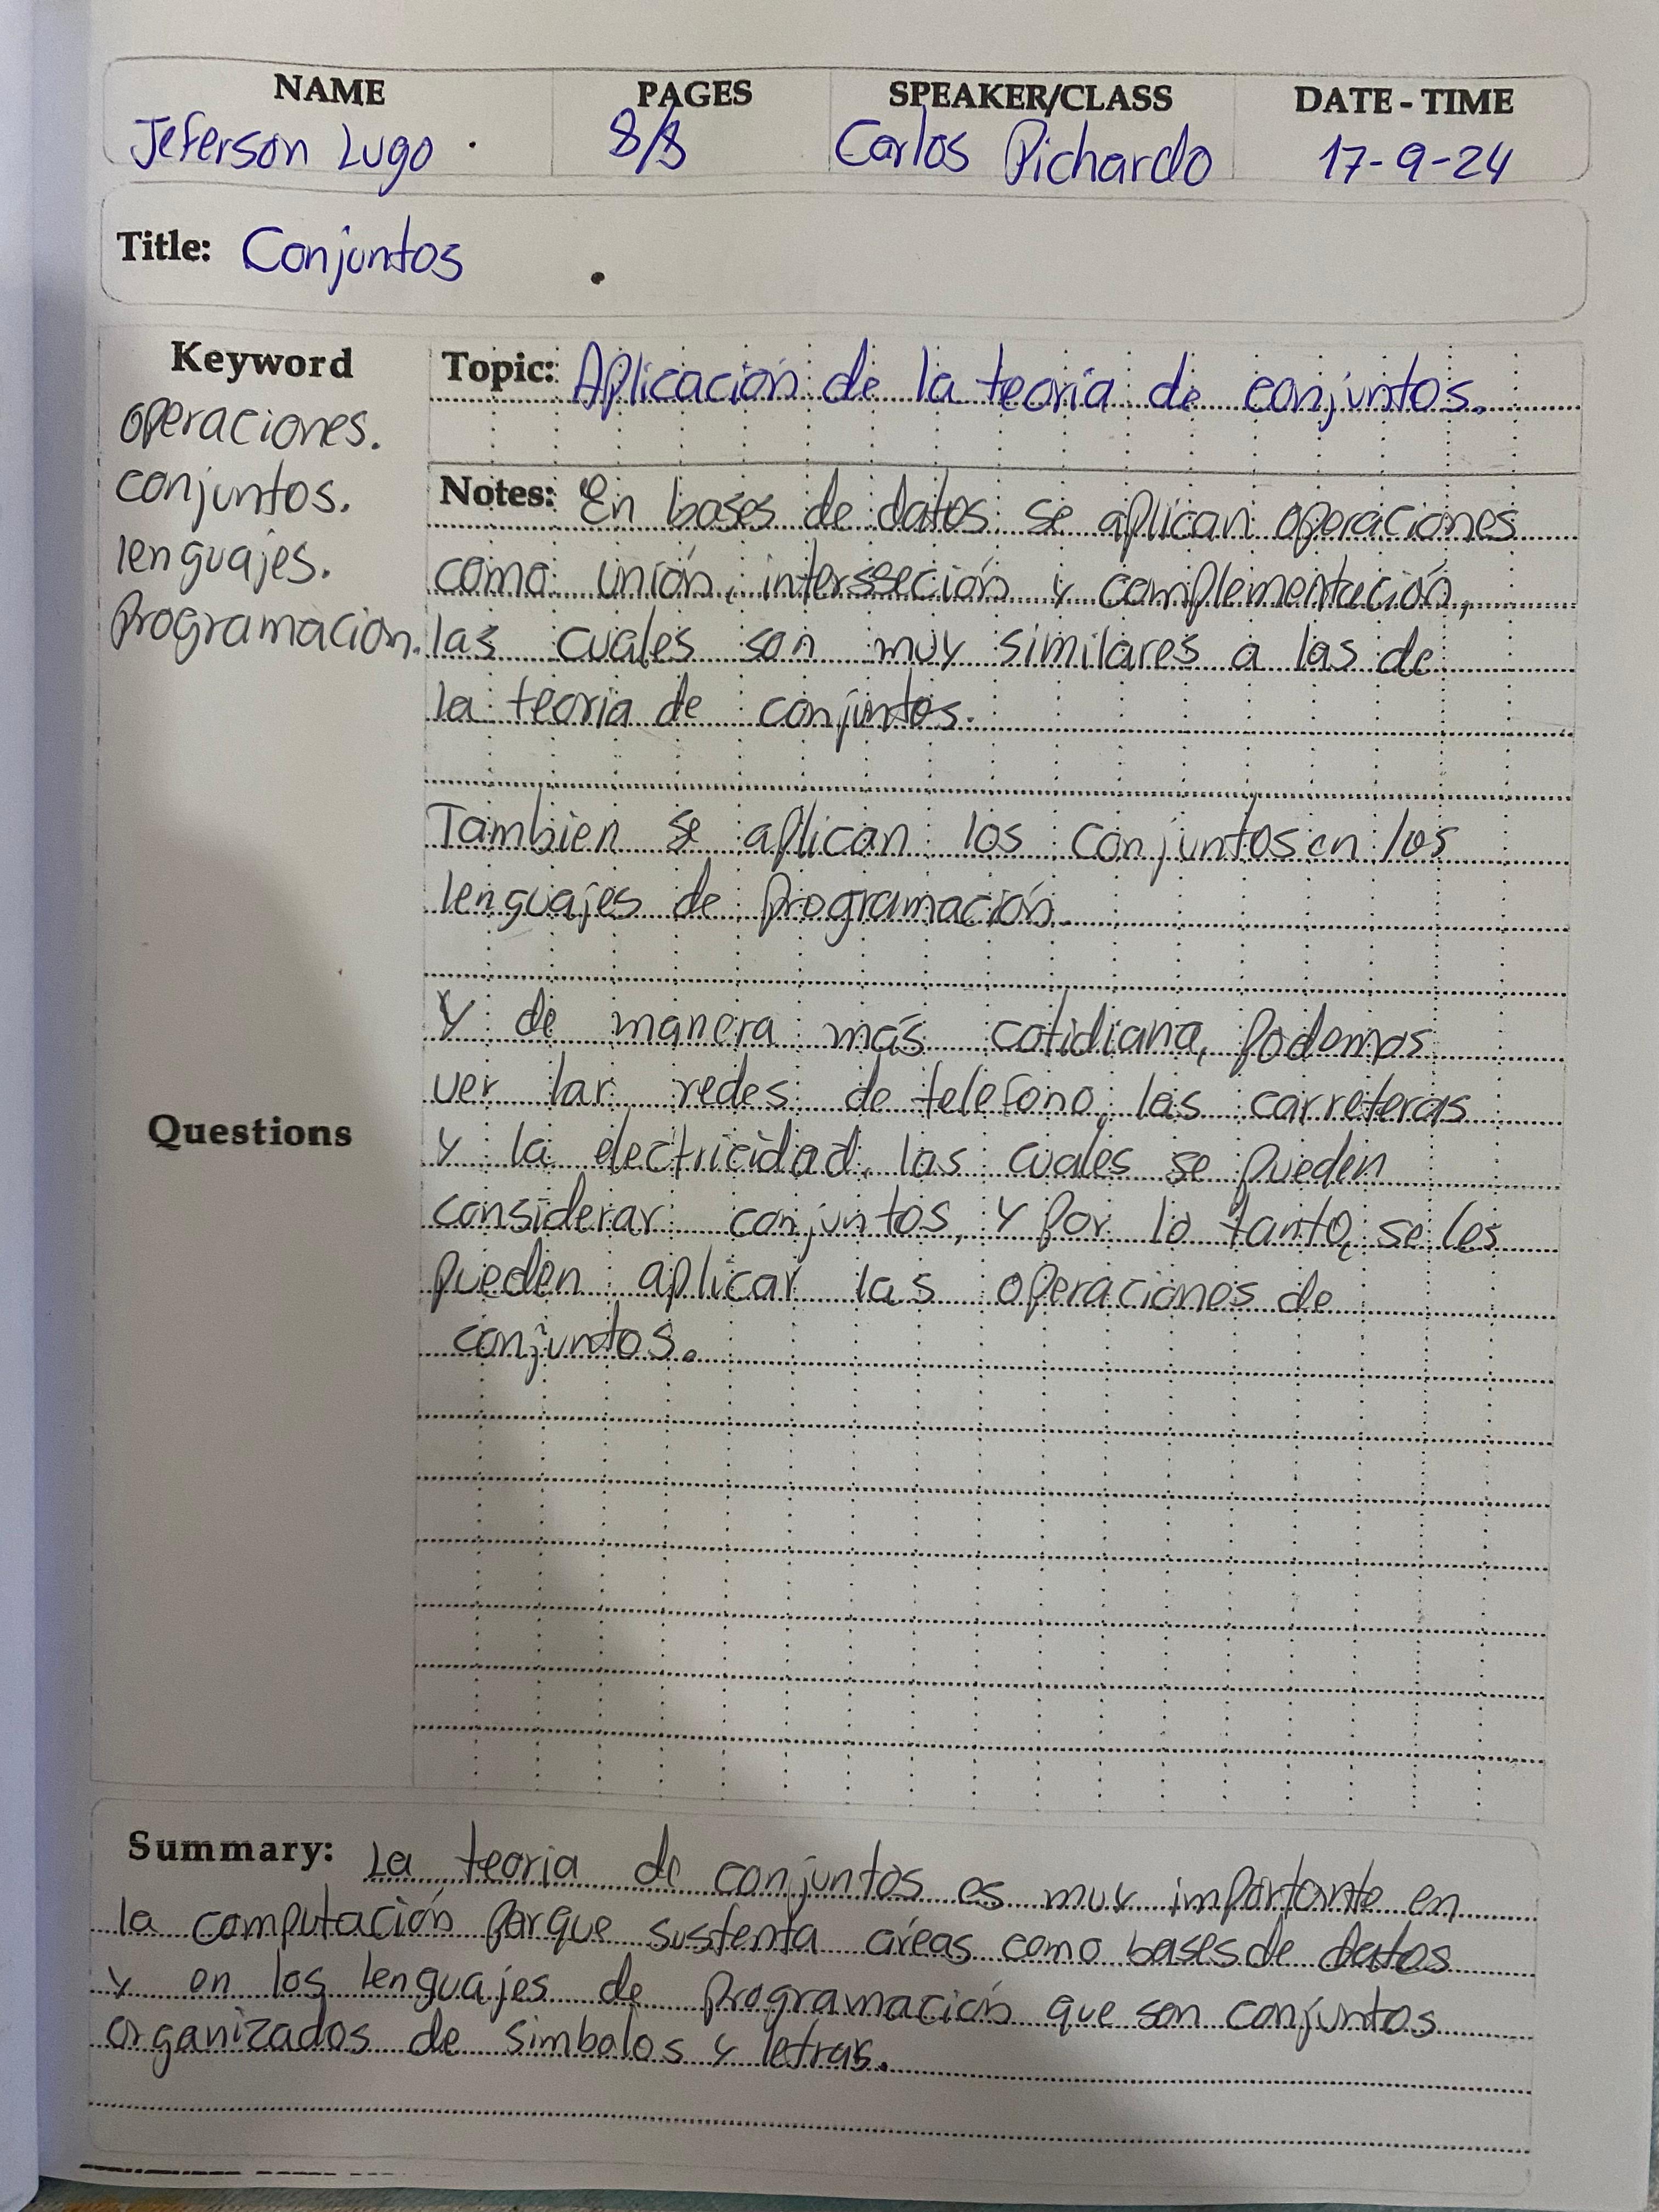 NAME PAGES SPEAKER/CLASS DATE - TIME
Jeferson Lugo. 8/8 Carlos Pichardo 17-9-24
Title: Conjuntos
Keyword
operaciones.
conjuntos.
lenguajes.
Programacion.
Topic: Aplicación de la teoría de conjuntos.
Notes: En bases de datos se aplican operaciones
como unión, interssección y complementación,
las cuales son muy similares a las de
la teoria de conjuntos.
Tambien se aplican los conjuntos en los
lenguajes de programación.
Y de manera más cotidiana, podemos
ver lar redes de telefono, las carreteras
y la electricidad, las cuales se pueden
considerar conjuntos, y por lo tanto, se les
pueden aplicar las operaciones de
conjuntos.
Questions
Summary: La teoria de conjuntos es muy importante en
la computación porque sustenta aréas como bases de datos
y en los lenguajes de programación que son conjuntos
organizados de simbolos y letras.